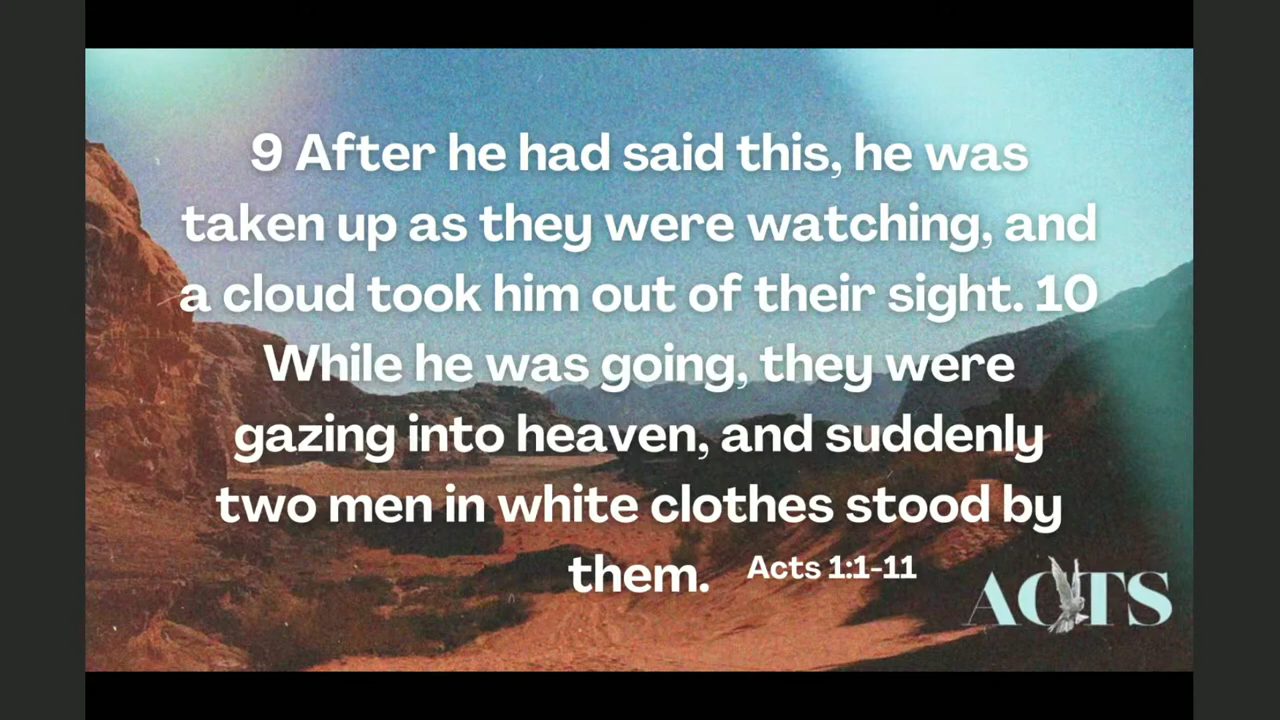 9 After he had said this, he was
taken up as they were watching, and
a cloud took him out of their sight. 10
While he was going, they were
gazing into heaven, and suddenly
two men in white clothes stood by
them.
Acts 1:1-11
ACTS